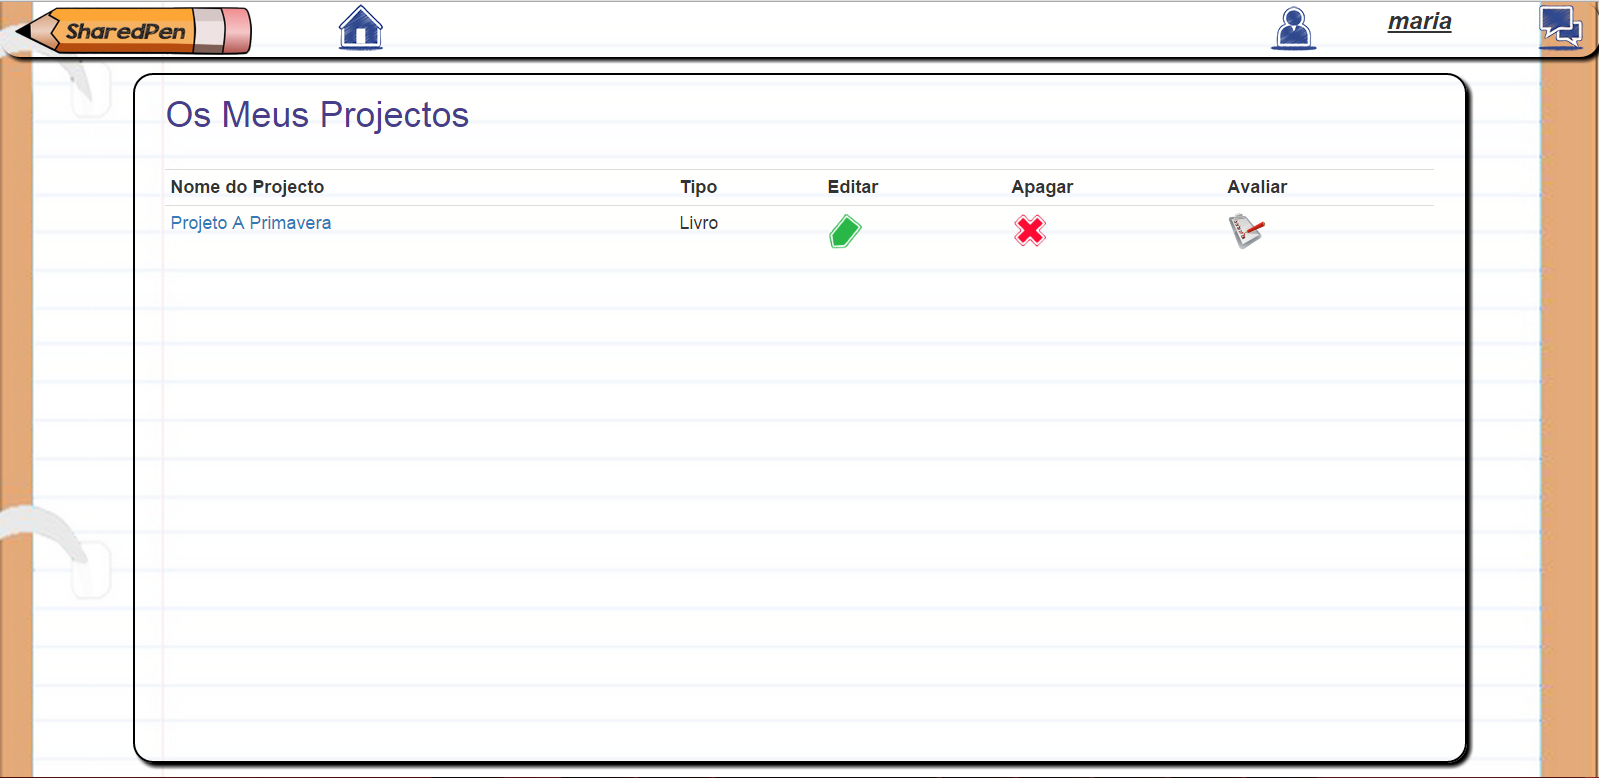 SharedPen
maria
Os Meus Projectos
Nome do Projecto Tipo Editar Apagar Avaliar
Projeto A Primavera Livro